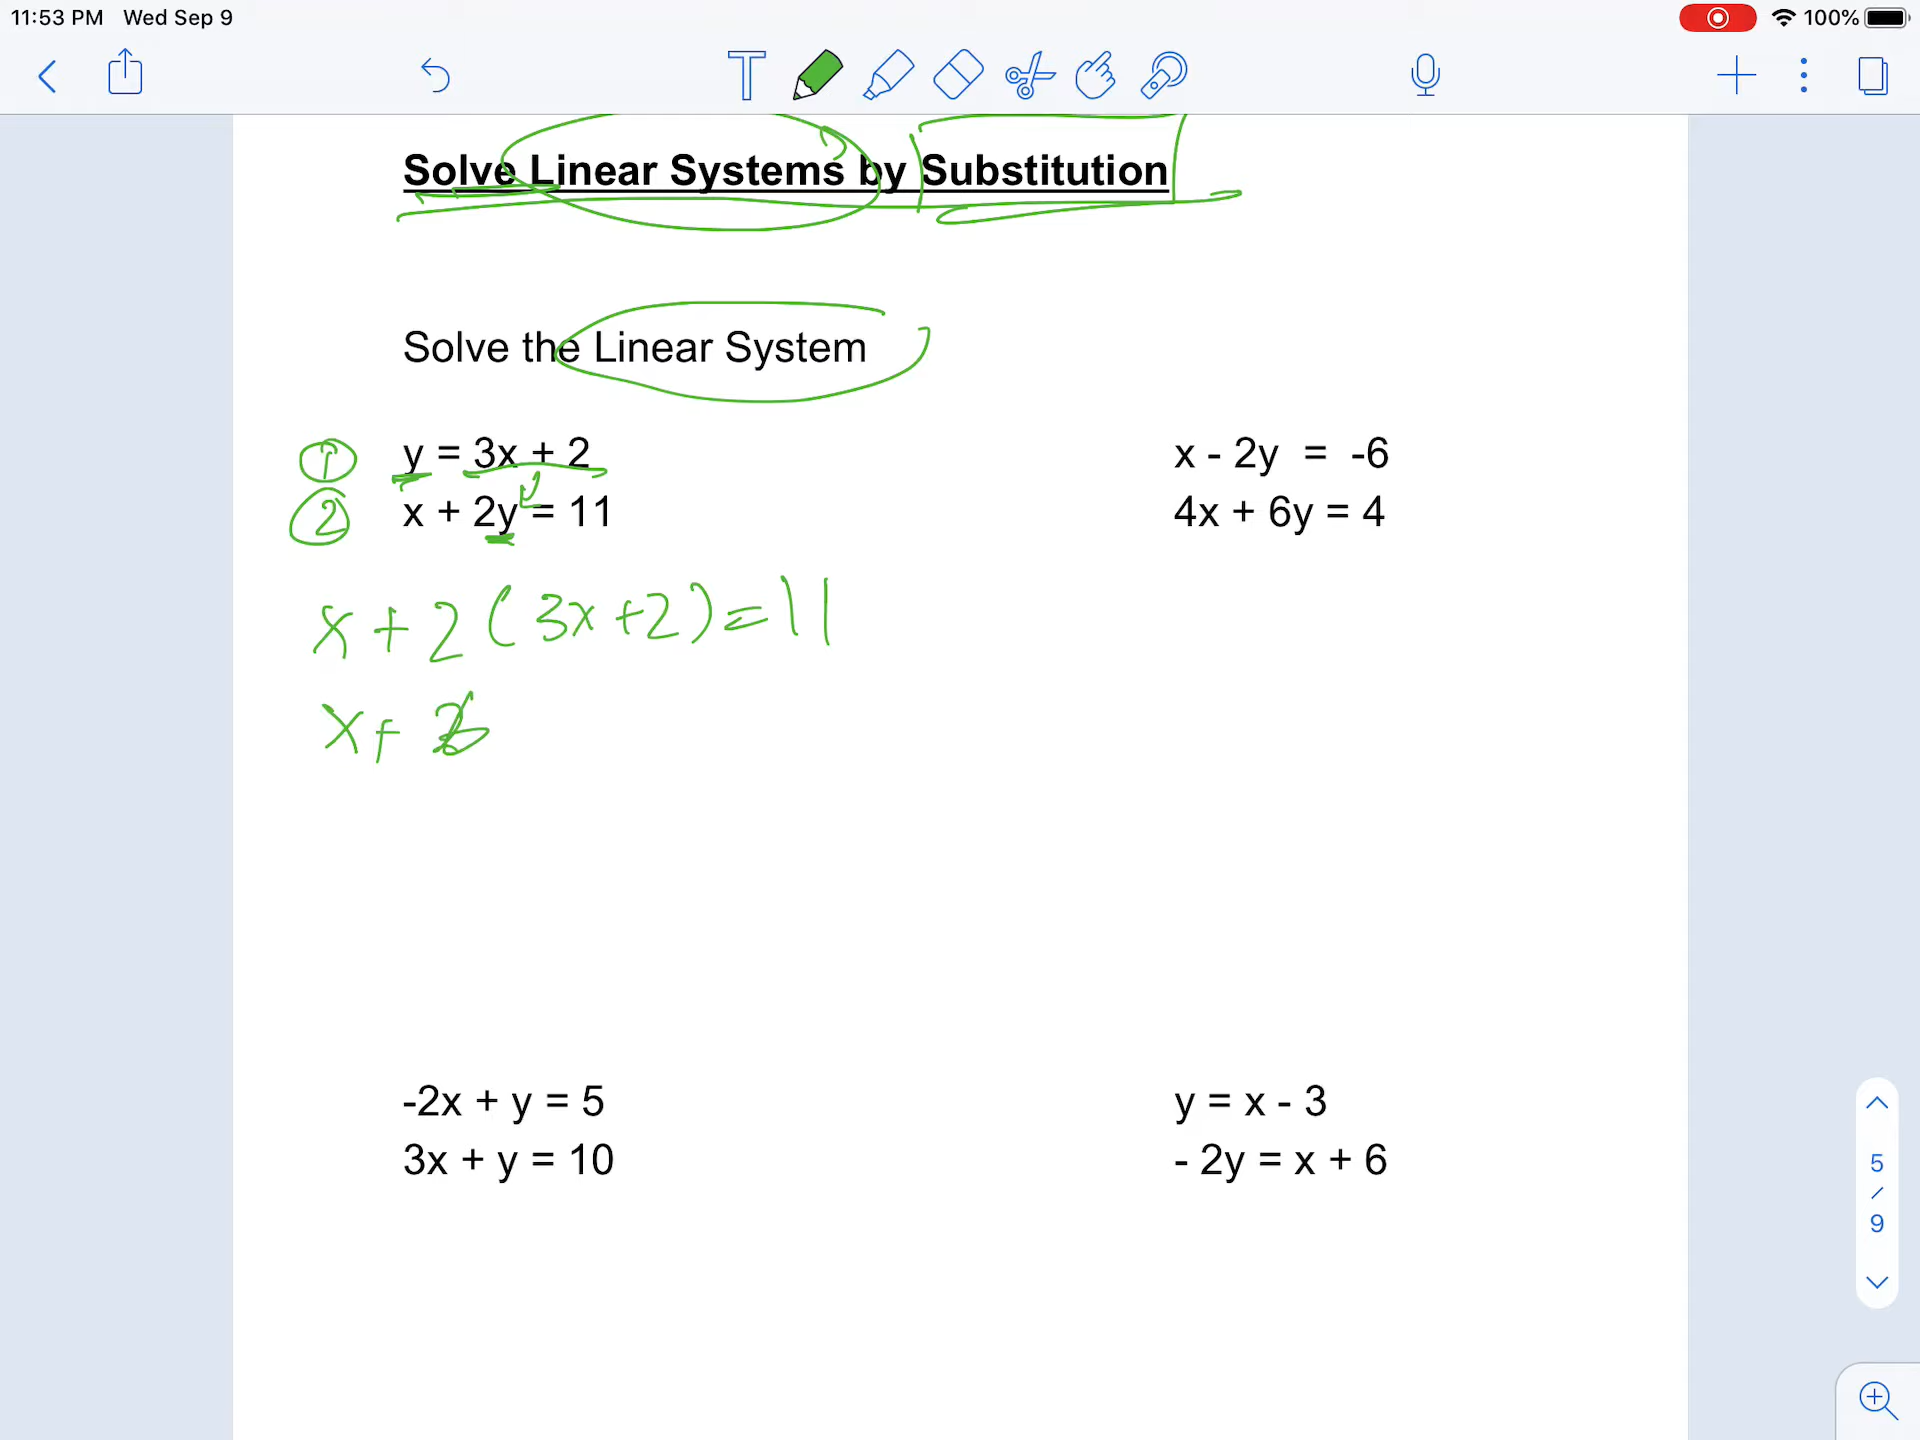 11:53 PM Wed Sep 9 100%
T
Solve Linear Systems by Substitution
Solve the Linear System
① y = 3x + 2
② x + 2y = 11
x - 2y = -6
4x + 6y = 4
x + 2 ( 3x + 2 ) = 11
x +
-2x + y = 5
3x + y = 10
y = x - 3
- 2y = x + 6
5
/
9